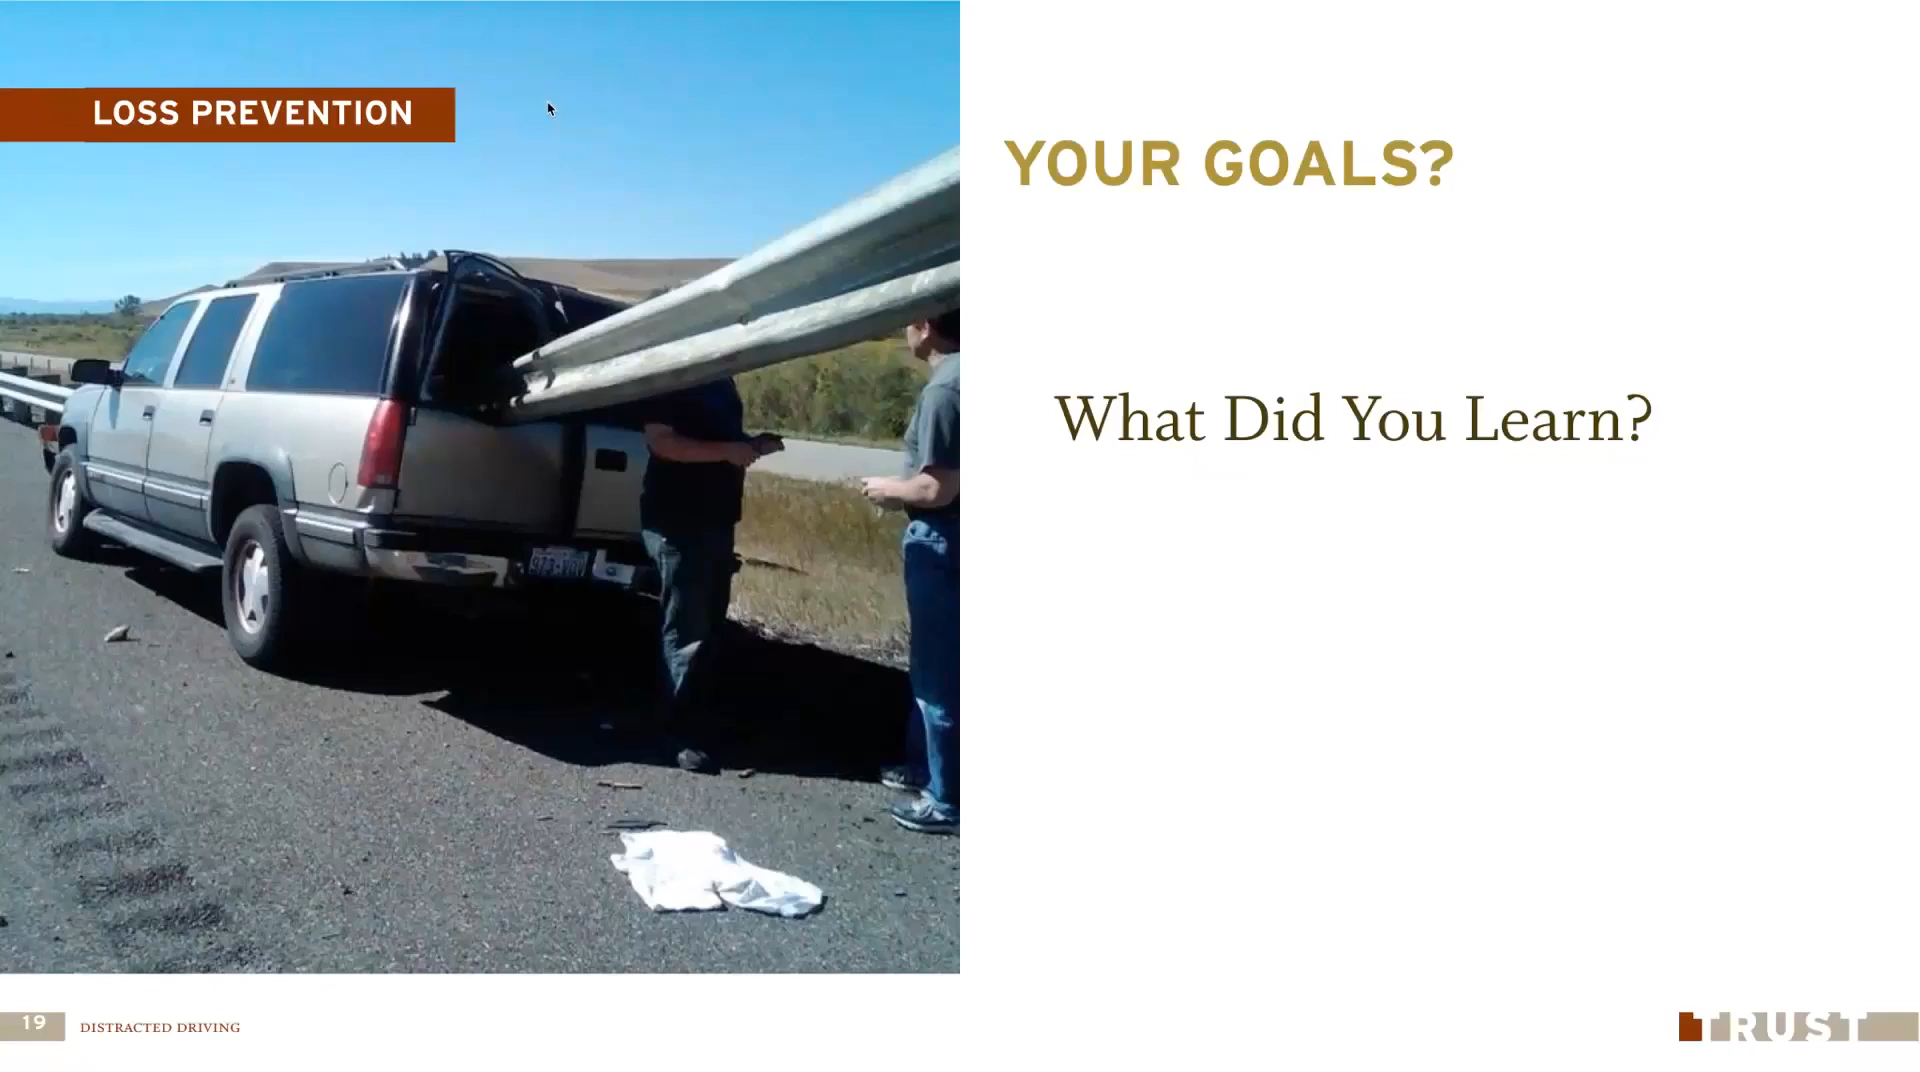 LOSS PREVENTION
YOUR GOALS?
What Did You Learn?
19
DISTRACTED DRIVING
TRUST